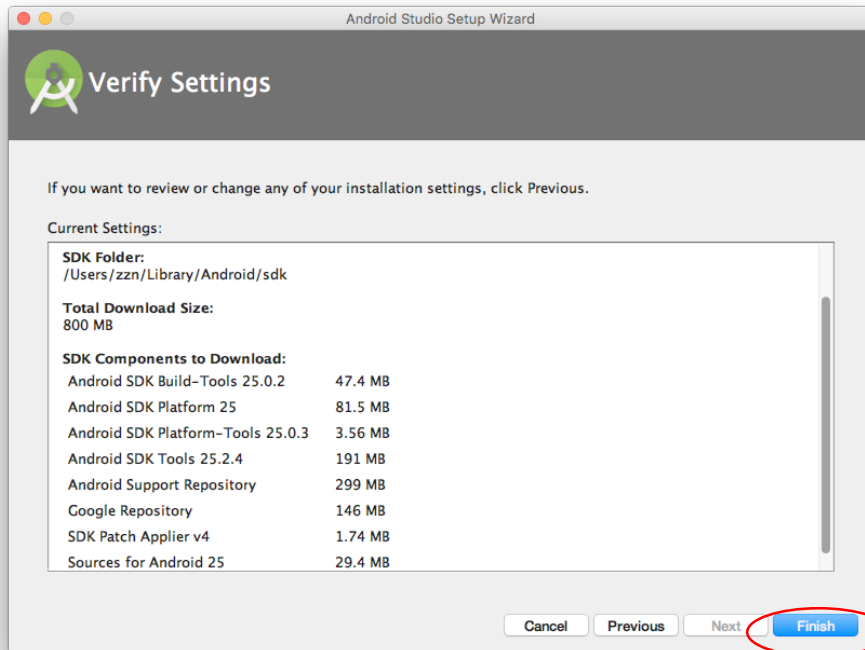 Android Studio Setup Wizard
Verify Settings
If you want to review or change any of your installation settings, click Previous.
Current Settings:
SDK Folder:
/Users/zzn/Library/Android/sdk
Total Download Size:
800 MB
SDK Components to Download:
Android SDK Build-Tools 25.0.2 47.4 MB
Android SDK Platform 25 81.5 MB
Android SDK Platform-Tools 25.0.3 3.56 MB
Android SDK Tools 25.2.4 191 MB
Android Support Repository 299 MB
Google Repository 146 MB
SDK Patch Applier v4 1.74 MB
Sources for Android 25 29.4 MB
Cancel Previous Next Finish